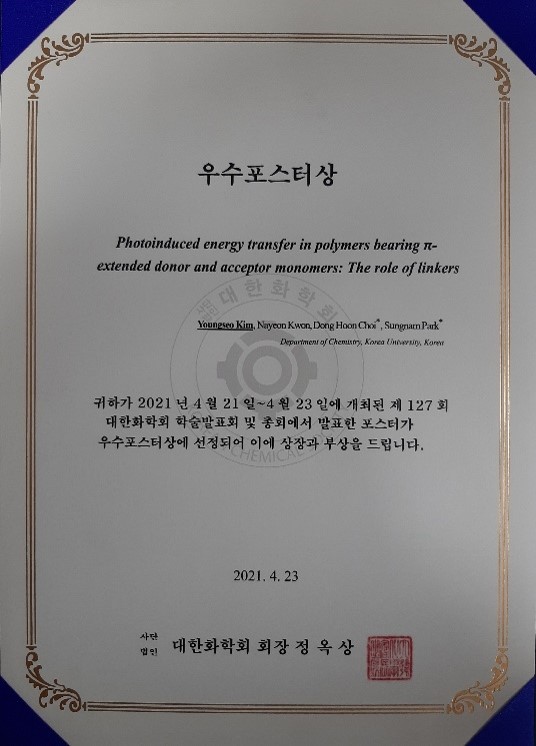 우수포스터상
Photoinduced energy transfer in polymers bearing π-
extended donor and acceptor monomers: The role of linkers
Youngseo Kim, Nayeon Kwon, Dong Hoon Choi*, Sungnam Park*
Department of Chemistry, Korea University, Korea
대한화학회
귀하가 2021 년 4 월 21 일~4 월 23 일에 개최된 제 127 회
대한화학회 학술발표회 및 총회에서 발표한 포스터가
우수포스터상에 선정되어 이에 상장과 부상을 드립니다.
CHEMICAL
2021. 4. 23
사단
법인
대한화학회 회장 정 옥 상